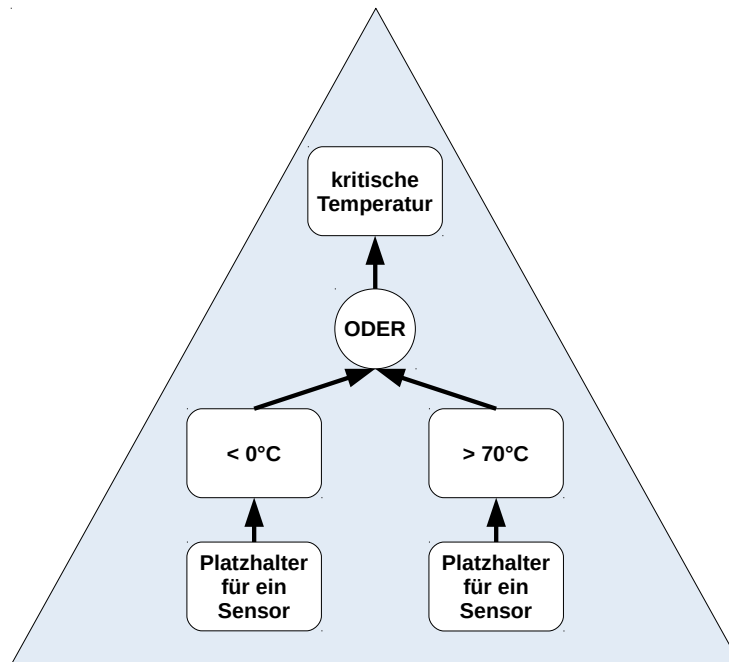 kritische
Temperatur
ODER
< 0°C
> 70°C
Platzhalter
für ein
Sensor
Platzhalter
für ein
Sensor